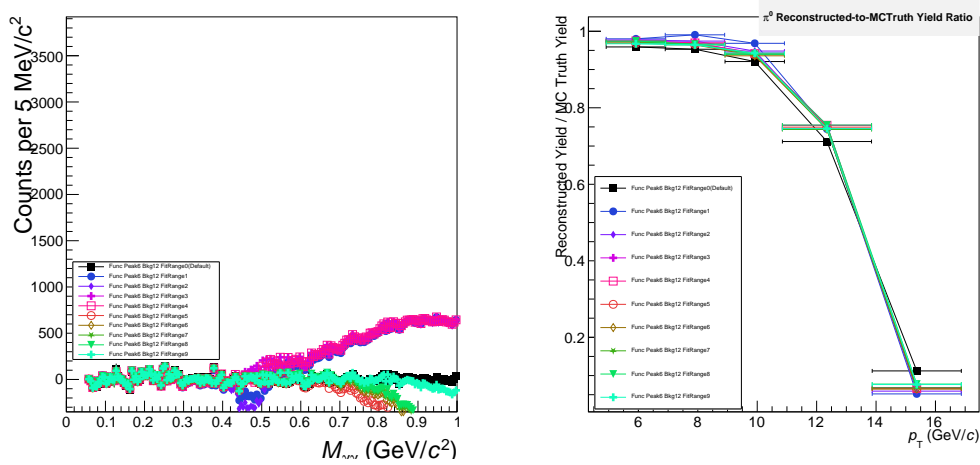 Counts per 5 MeV/c²
3500
3000
2500
2000
1500
1000
500
0
Func Peak6 Bkg12 FitRange0(Default)
Func Peak6 Bkg12 FitRange1
Func Peak6 Bkg12 FitRange2
Func Peak6 Bkg12 FitRange3
Func Peak6 Bkg12 FitRange4
Func Peak6 Bkg12 FitRange5
Func Peak6 Bkg12 FitRange6
Func Peak6 Bkg12 FitRange7
Func Peak6 Bkg12 FitRange8
Func Peak6 Bkg12 FitRange9
0 0.1 0.2 0.3 0.4 0.5 0.6 0.7 0.8 0.9 1
Mγγ (GeV/c²)
π⁰ Reconstructed-to-MCTruth Yield Ratio
Reconstructed Yield / MC Truth Yield
1
0.8
0.6
0.4
0.2
Func Peak6 Bkg12 FitRange0(Default)
Func Peak6 Bkg12 FitRange1
Func Peak6 Bkg12 FitRange2
Func Peak6 Bkg12 FitRange3
Func Peak6 Bkg12 FitRange4
Func Peak6 Bkg12 FitRange5
Func Peak6 Bkg12 FitRange6
Func Peak6 Bkg12 FitRange7
Func Peak6 Bkg12 FitRange8
Func Peak6 Bkg12 FitRange9
6 8 10 12 14 16
pT (GeV/c)